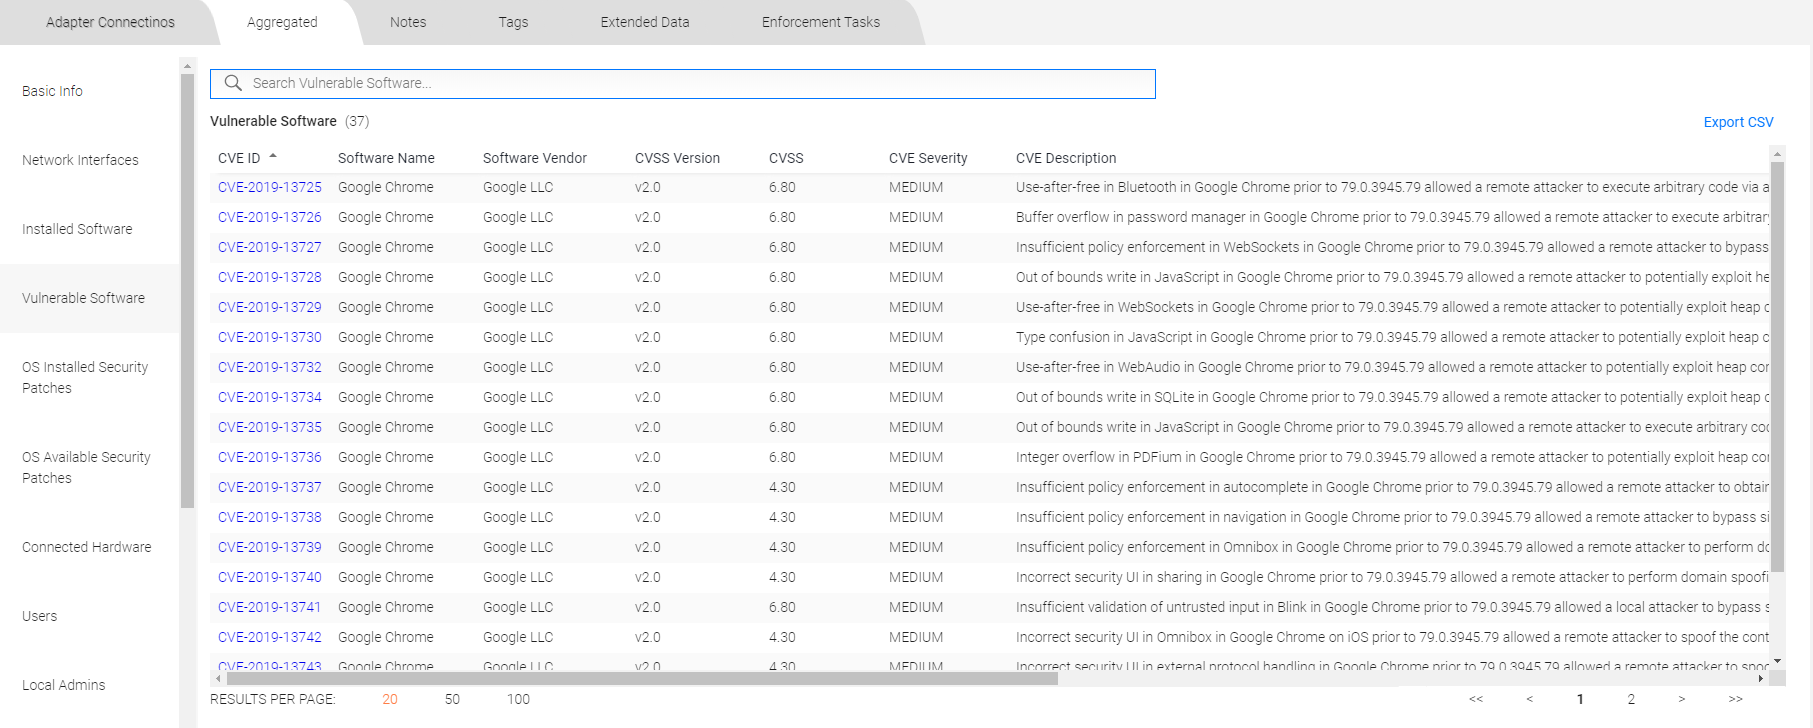 Adapter Connectinos Aggregated Notes Tags Extended Data Enforcement Tasks
Basic Info
Network Interfaces
Installed Software
Vulnerable Software
OS Installed Security
Patches
OS Available Security
Patches
Connected Hardware
Users
Local Admins
Search Vulnerable Software...
Vulnerable Software (37)
Export CSV
CVE ID Software Name Software Vendor CVSS Version CVSS CVE Severity CVE Description
CVE-2019-13725 Google Chrome Google LLC v2.0 6.80 MEDIUM Use-after-free in Bluetooth in Google Chrome prior to 79.0.3945.79 allowed a remote attacker to execute arbitrary code via a
CVE-2019-13726 Google Chrome Google LLC v2.0 6.80 MEDIUM Buffer overflow in password manager in Google Chrome prior to 79.0.3945.79 allowed a remote attacker to execute arbitrary
CVE-2019-13727 Google Chrome Google LLC v2.0 6.80 MEDIUM Insufficient policy enforcement in WebSockets in Google Chrome prior to 79.0.3945.79 allowed a remote attacker to bypass
CVE-2019-13728 Google Chrome Google LLC v2.0 6.80 MEDIUM Out of bounds write in JavaScript in Google Chrome prior to 79.0.3945.79 allowed a remote attacker to potentially exploit he
CVE-2019-13729 Google Chrome Google LLC v2.0 6.80 MEDIUM Use-after-free in WebSockets in Google Chrome prior to 79.0.3945.79 allowed a remote attacker to potentially exploit heap c
CVE-2019-13730 Google Chrome Google LLC v2.0 6.80 MEDIUM Type confusion in JavaScript in Google Chrome prior to 79.0.3945.79 allowed a remote attacker to potentially exploit heap c
CVE-2019-13732 Google Chrome Google LLC v2.0 6.80 MEDIUM Use-after-free in WebAudio in Google Chrome prior to 79.0.3945.79 allowed a remote attacker to potentially exploit heap cor
CVE-2019-13734 Google Chrome Google LLC v2.0 6.80 MEDIUM Out of bounds write in SQLite in Google Chrome prior to 79.0.3945.79 allowed a remote attacker to potentially exploit heap c
CVE-2019-13735 Google Chrome Google LLC v2.0 6.80 MEDIUM Out of bounds write in JavaScript in Google Chrome prior to 79.0.3945.79 allowed a remote attacker to execute arbitrary coc
CVE-2019-13736 Google Chrome Google LLC v2.0 6.80 MEDIUM Integer overflow in PDFium in Google Chrome prior to 79.0.3945.79 allowed a remote attacker to potentially exploit heap cor
CVE-2019-13737 Google Chrome Google LLC v2.0 4.30 MEDIUM Insufficient policy enforcement in autocomplete in Google Chrome prior to 79.0.3945.79 allowed a remote attacker to obtain
CVE-2019-13738 Google Chrome Google LLC v2.0 4.30 MEDIUM Insufficient policy enforcement in navigation in Google Chrome prior to 79.0.3945.79 allowed a remote attacker to bypass si
CVE-2019-13739 Google Chrome Google LLC v2.0 4.30 MEDIUM Insufficient policy enforcement in Omnibox in Google Chrome prior to 79.0.3945.79 allowed a remote attacker to perform dc
CVE-2019-13740 Google Chrome Google LLC v2.0 4.30 MEDIUM Incorrect security UI in sharing in Google Chrome prior to 79.0.3945.79 allowed a remote attacker to perform domain spoofi
CVE-2019-13741 Google Chrome Google LLC v2.0 6.80 MEDIUM Insufficient validation of untrusted input in Blink in Google Chrome prior to 79.0.3945.79 allowed a local attacker to bypass s
CVE-2019-13742 Google Chrome Google LLC v2.0 4.30 MEDIUM Incorrect security UI in Omnibox in Google Chrome on iOS prior to 79.0.3945.79 allowed a remote attacker to spoof the cont
CVE-2019-13743 Google Chrome Google LLC v2.0 4.30 MEDIUM Incorrect security UI in external protocol handling in Google Chrome prior to 79.0.3945.79 allowed a remote attacker to spoc
RESULTS PER PAGE: 20 50 100 << < 1 2 > >>